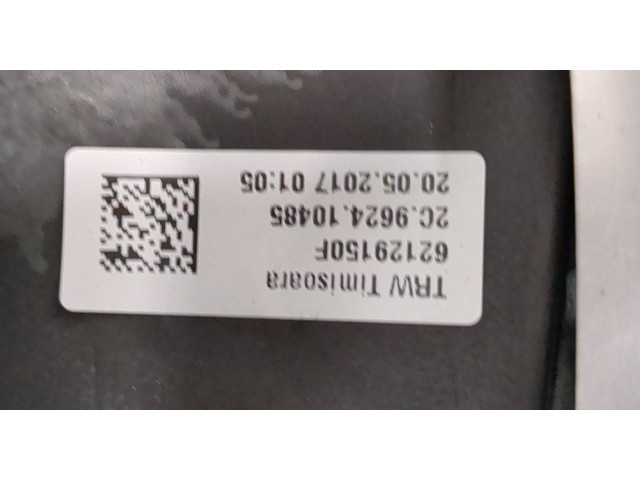 TRW Timisoara
62129150F
2C.9624.10485
20.05.2017 01:05